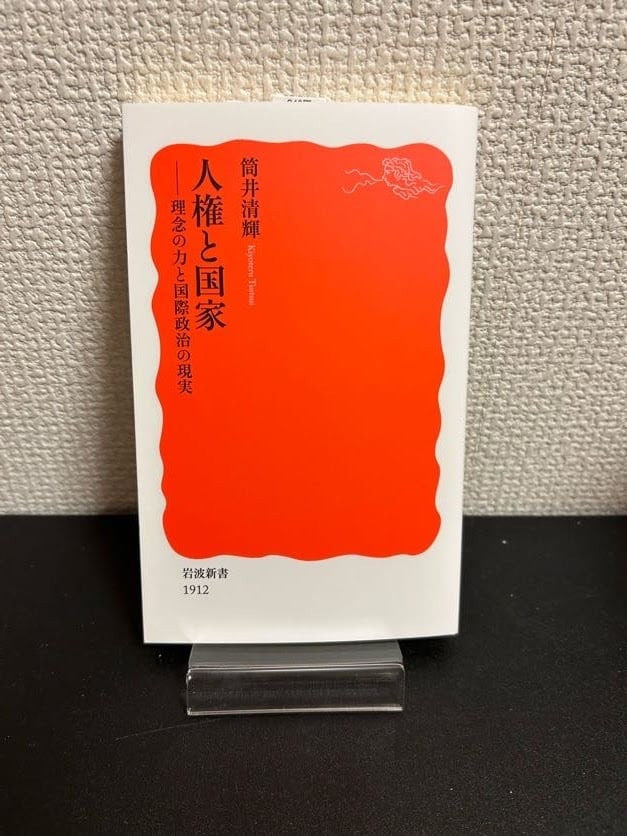 筒井清輝
Kiyoteru Tsutsui
人権と国家
──理念の力と国際政治の現実
岩波新書
1912